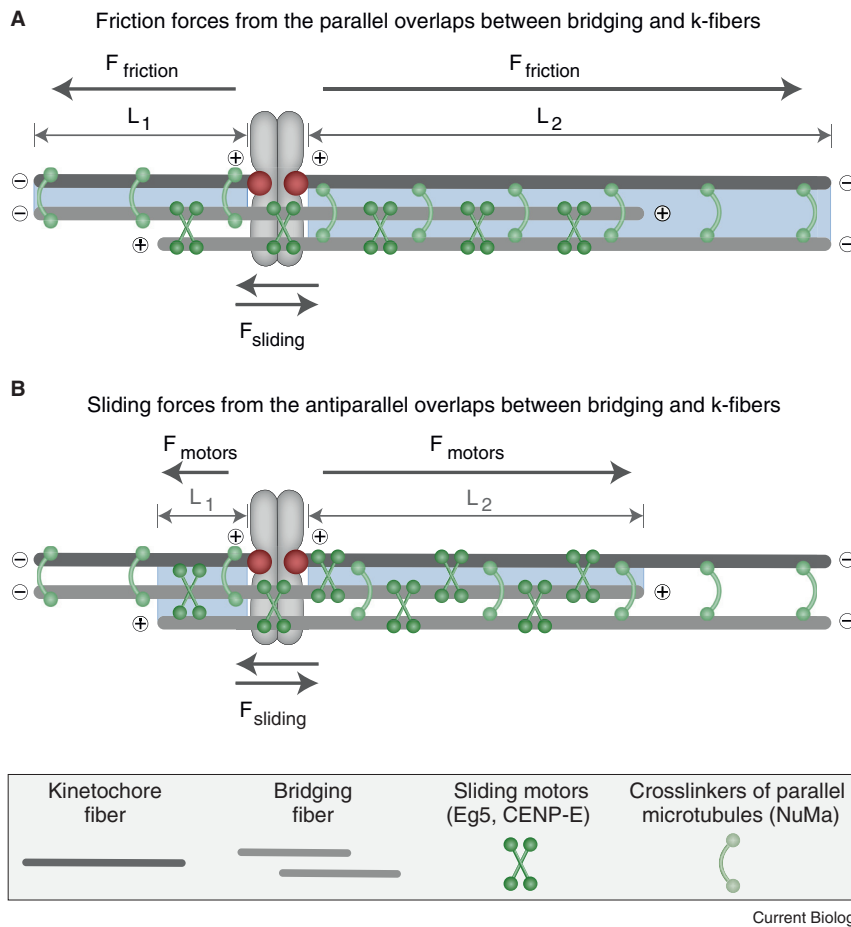 A
Friction forces from the parallel overlaps between bridging and k-fibers
F friction
F friction
L1
L2
+
+
−
−
−
+
+
−
F sliding
B
Sliding forces from the antiparallel overlaps between bridging and k-fibers
F motors
F motors
L1
L2
+
+
−
−
−
+
+
−
F sliding
Kinetochore fiber
Bridging fiber
Sliding motors (Eg5, CENP-E)
Crosslinkers of parallel microtubules (NuMa)
Current Biolog